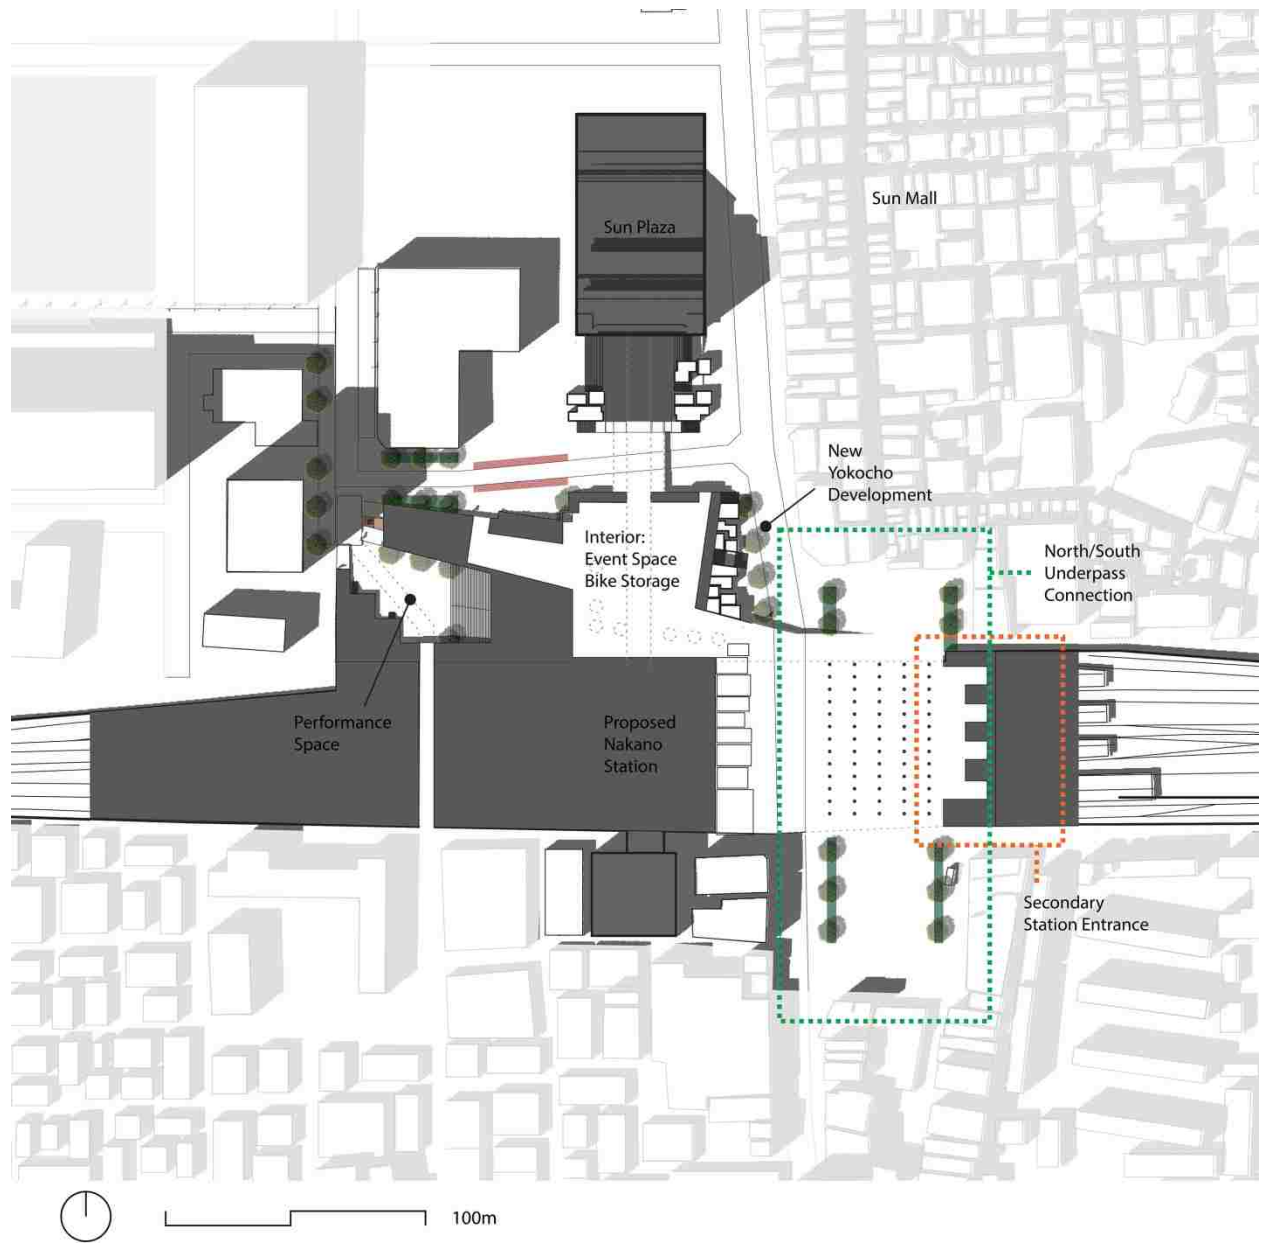 Sun Mall
Sun Plaza
New
Yokocho
Development
Interior:
Event Space
Bike Storage
North/South
Underpass
Connection
Performance
Space
Proposed
Nakano
Station
Secondary
Station Entrance
100m